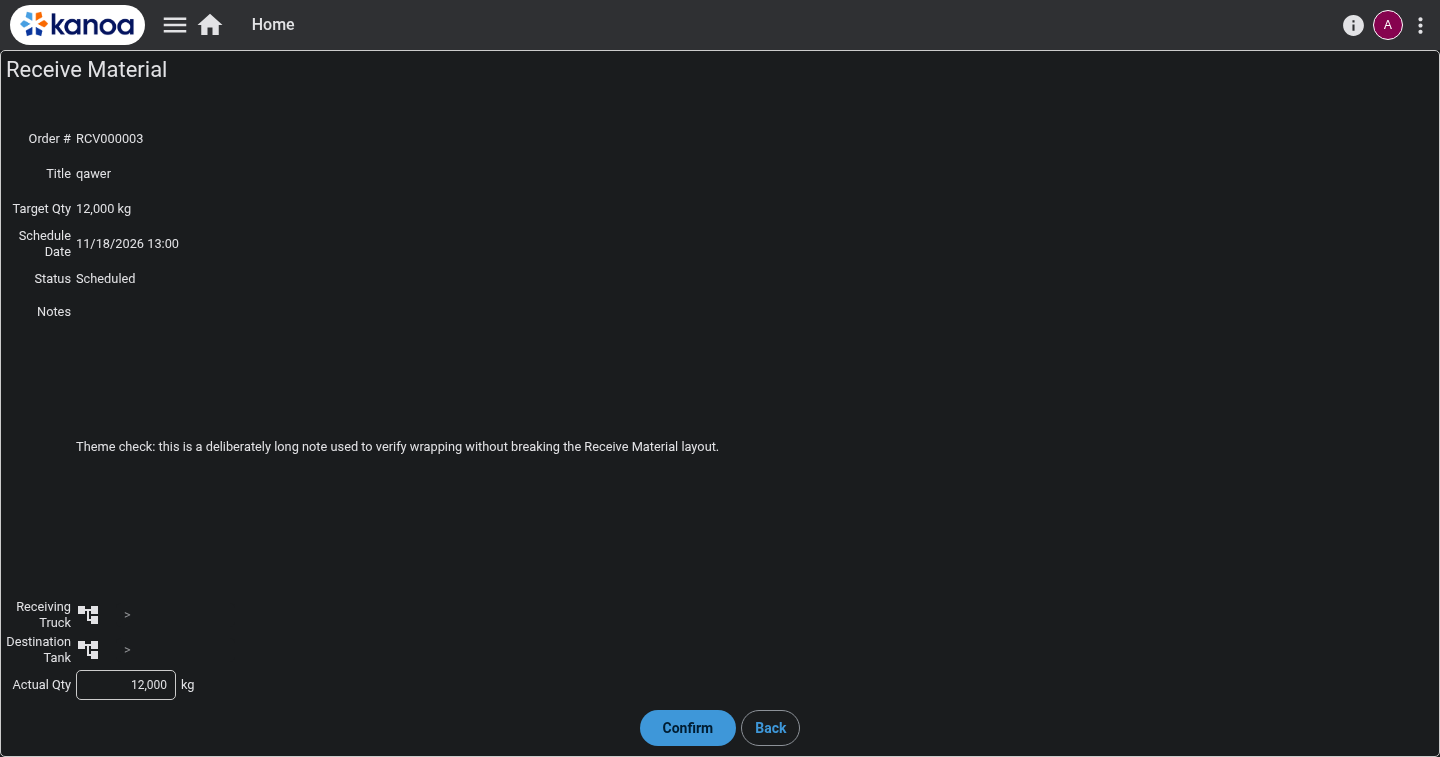 kanoa
Home
A
Receive Material
Order # RCV000003
Title qawer
Target Qty 12,000 kg
Schedule
Date 11/18/2026 13:00
Status Scheduled
Notes
Theme check: this is a deliberately long note used to verify wrapping without breaking the Receive Material layout.
Receiving
Truck >
Destination
Tank >
Actual Qty 12,000 kg
Confirm Back